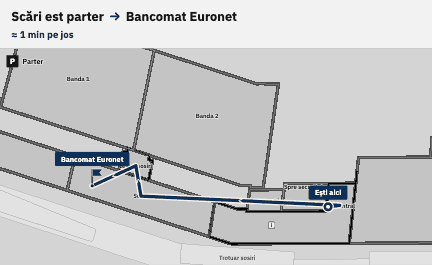 Scări est parter → Bancomat Euronet
≈ 1 min pe jos
P Parter
Banda 1
Banda 2
Bancomat Euronet
Ești aici
Trotuar sosiri